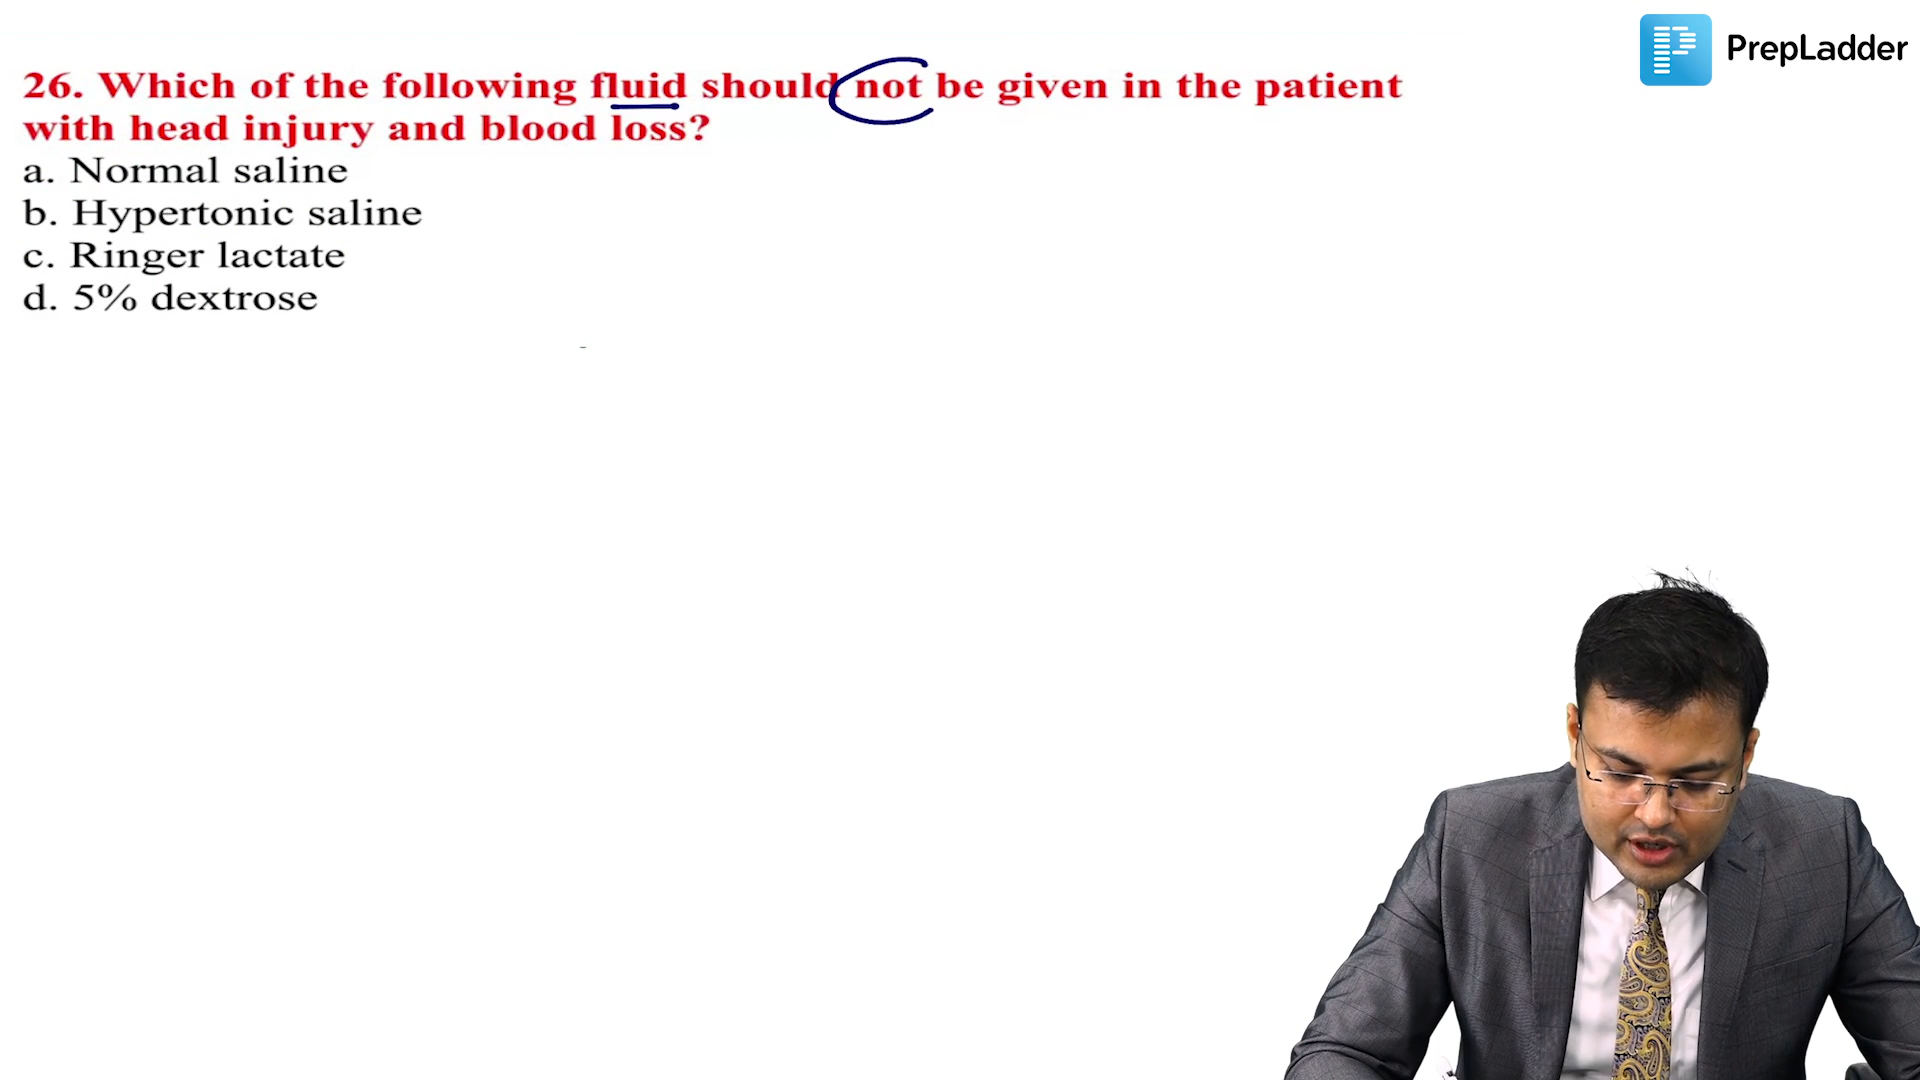 PrepLadder
26. Which of the following fluid should not be given in the patient
with head injury and blood loss?
a. Normal saline
b. Hypertonic saline
c. Ringer lactate
d. 5% dextrose